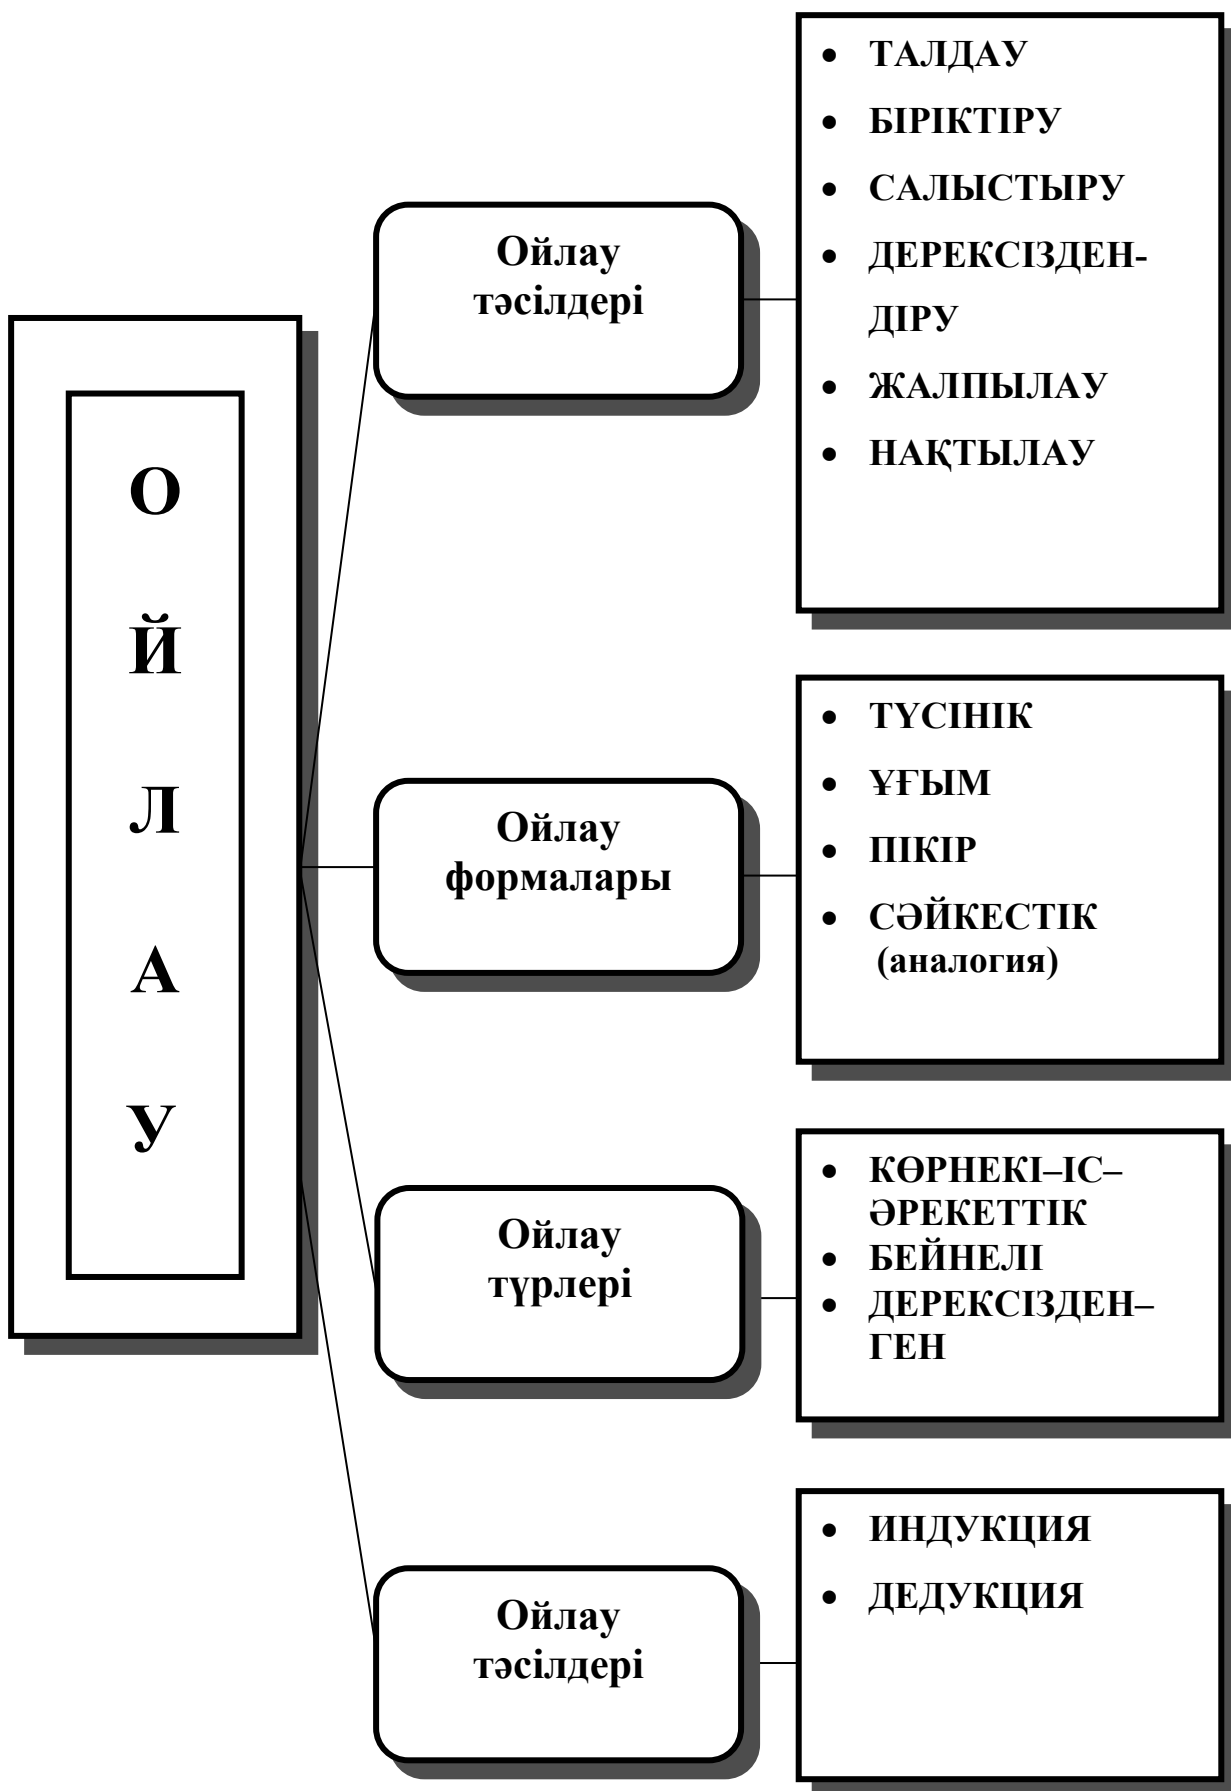 О
Й
Л
А
У
Ойлау
тәсілдері
• ТАЛДАУ
• БІРІКТІРУ
• САЛЫСТЫРУ
• ДЕРЕКСІЗДЕН-
ДІРУ
• ЖАЛПЫЛАУ
• НАҚТЫЛАУ
Ойлау
формалары
• ТҮСІНІК
• ҰҒЫМ
• ПІКІР
• СӘЙКЕСТІК
(аналогия)
Ойлау
түрлері
• КӨРНЕКІ–ІС–
ӘРЕКЕТТІК
• БЕЙНЕЛІ
• ДЕРЕКСІЗДЕН–
ГЕН
Ойлау
тәсілдері
• ИНДУКЦИЯ
• ДЕДУКЦИЯ